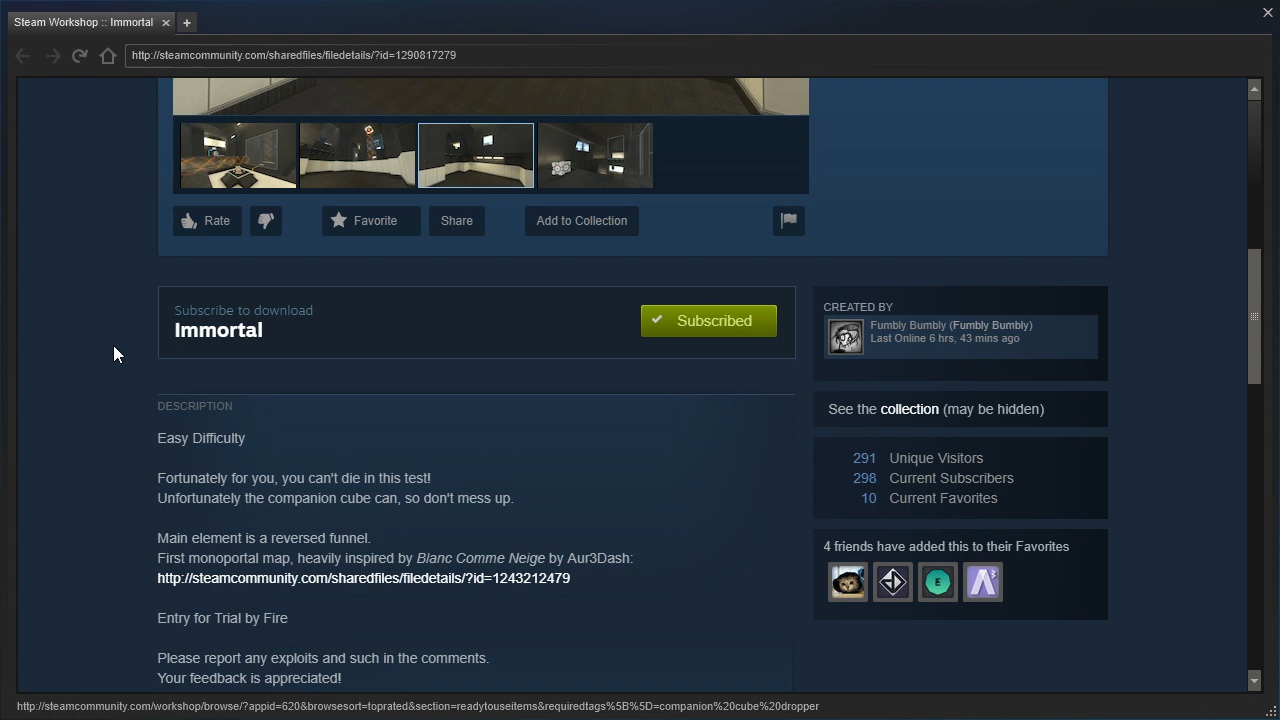 Steam Workshop :: Immortal
http://steamcommunity.com/sharedfiles/filedetails/?id=1290817279
Rate
Favorite
Share
Add to Collection
Subscribe to download
Immortal
Subscribed
CREATED BY
Fumbly Bumbly (Fumbly Bumbly)
Last Online 6 hrs, 43 mins ago
See the collection (may be hidden)
291 Unique Visitors
298 Current Subscribers
10 Current Favorites
4 friends have added this to their Favorites
E
DESCRIPTION
Easy Difficulty
Fortunately for you, you can't die in this test!
Unfortunately the companion cube can, so don't mess up.
Main element is a reversed funnel.
First monoportal map, heavily inspired by Blanc Comme Neige by Aur3Dash:
http://steamcommunity.com/sharedfiles/filedetails/?id=1243212479
Entry for Trial by Fire
Please report any exploits and such in the comments.
Your feedback is appreciated!
http://steamcommunity.com/workshop/browse/?appid=620&browsesort=toprated&section=readytouseitems&requiredtags%5B%5D=companion%20cube%20dropper